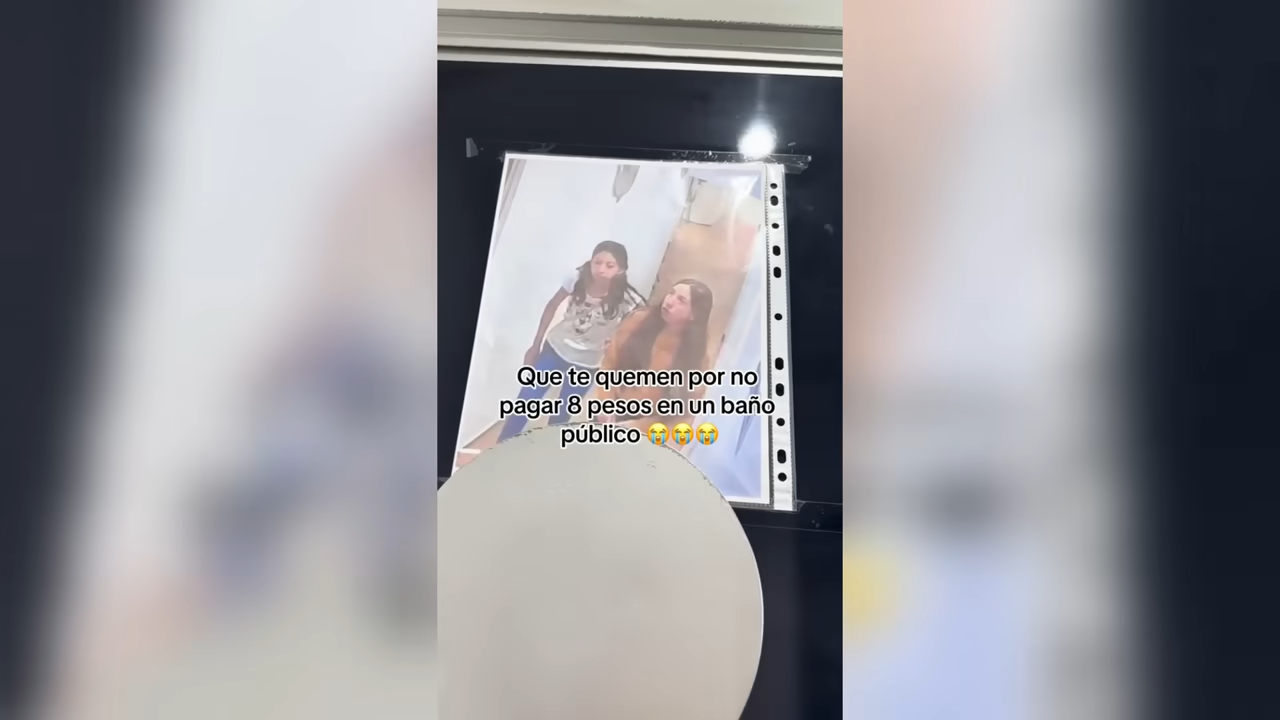 Que te quemen por no
pagar 8 pesos en un baño
público 😭😭😭